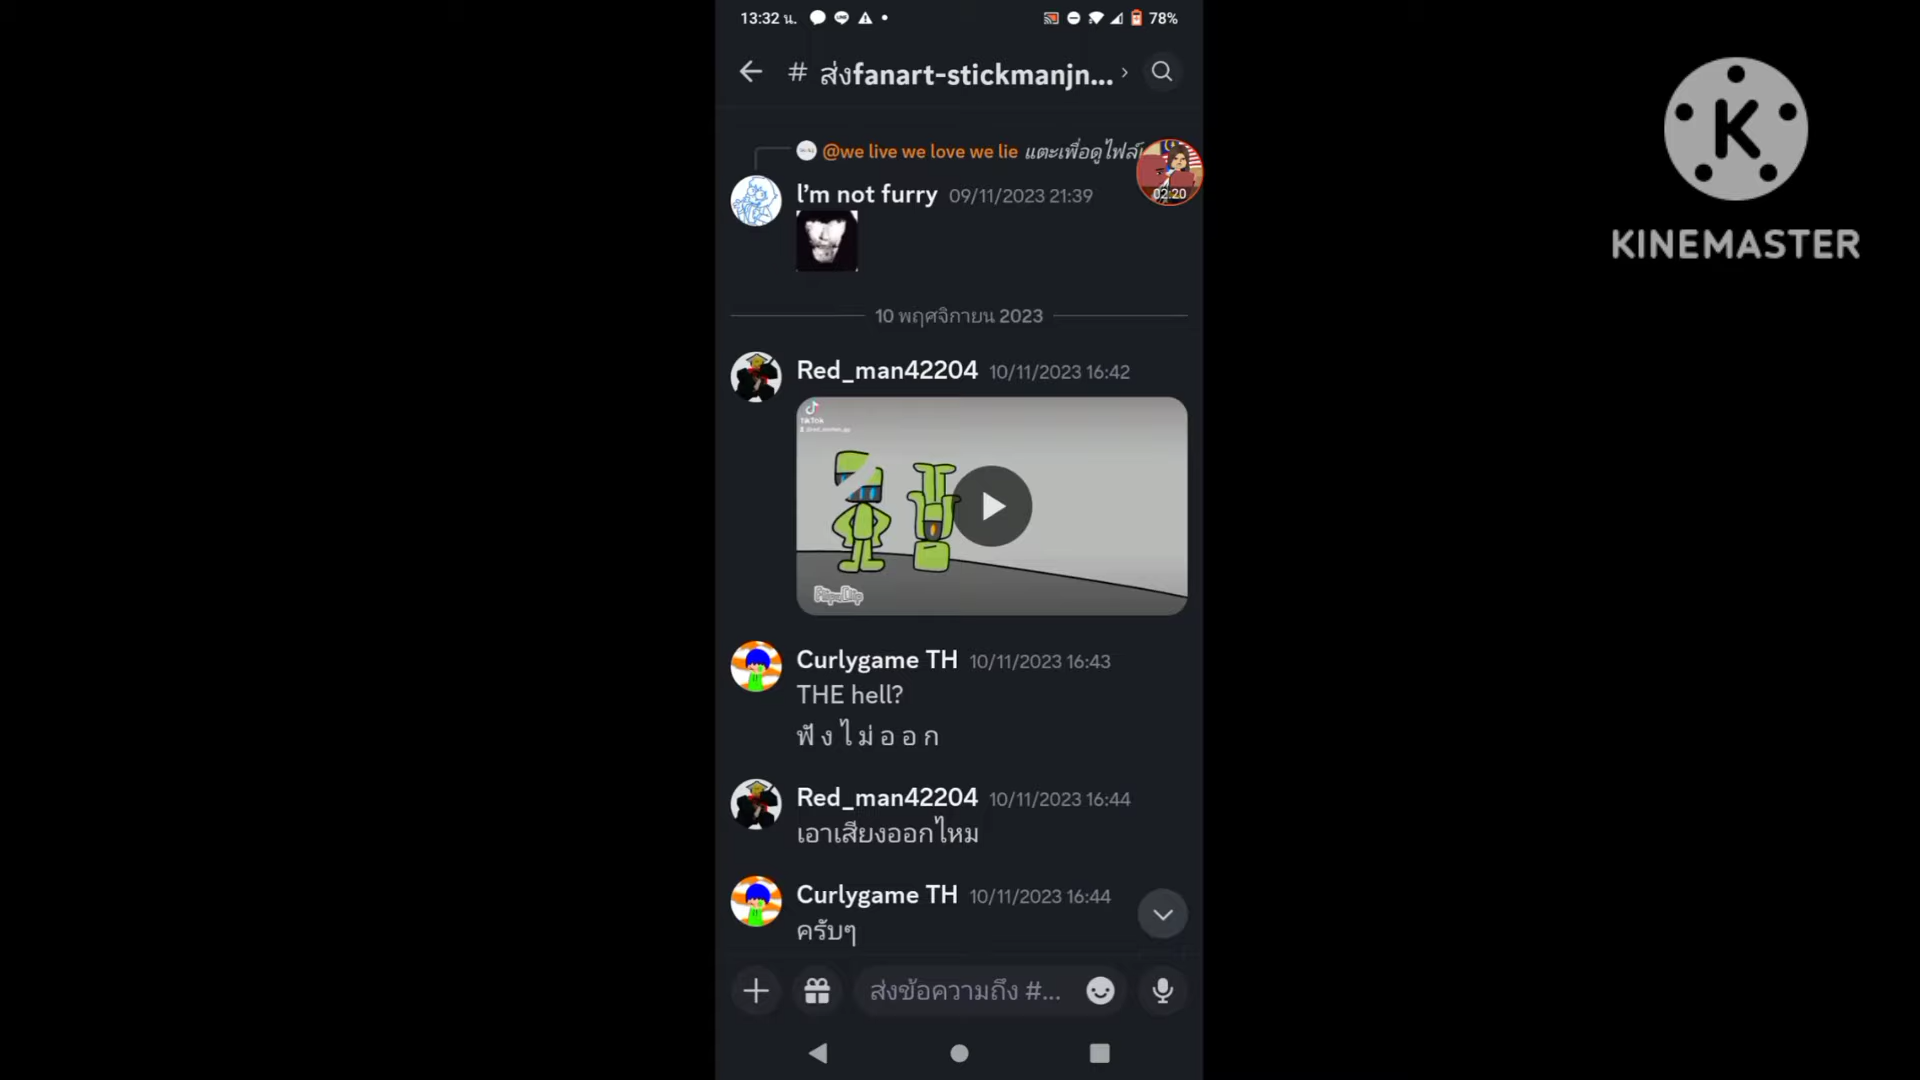 13:32 น.
78%
# ส่งfanart-stickmanjn...
@we live we love we lie แตะเพื่อดูไฟล์
I'm not furry 09/11/2023 21:39
02:20
10 พฤศจิกายน 2023
Red_man42204 10/11/2023 16:42
TikTok
FlipaClip
Curlygame TH 10/11/2023 16:43
THE hell?
ฟั ง ไ ม่ อ อ ก
Red_man42204 10/11/2023 16:44
เอาเสียงออกไหม
Curlygame TH 10/11/2023 16:44
ครับๆ
ส่งข้อความถึง #...
KINEMASTER